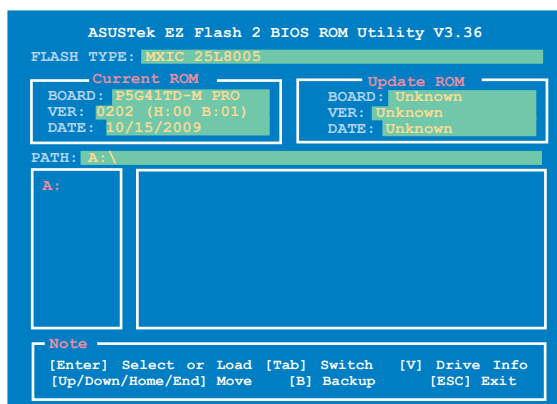 ASUSTek EZ Flash 2 BIOS ROM Utility V3.36
FLASH TYPE: MXIC 25L8005
Current ROM
BOARD: P5G41TD-M PRO
VER: 0202 (H:00 B:01)
DATE: 10/15/2009
Update ROM
BOARD: Unknown
VER: Unknown
DATE: Unknown
PATH: A:\
A:
Note
[Enter] Select or Load [Tab] Switch [V] Drive Info
[Up/Down/Home/End] Move [B] Backup [ESC] Exit